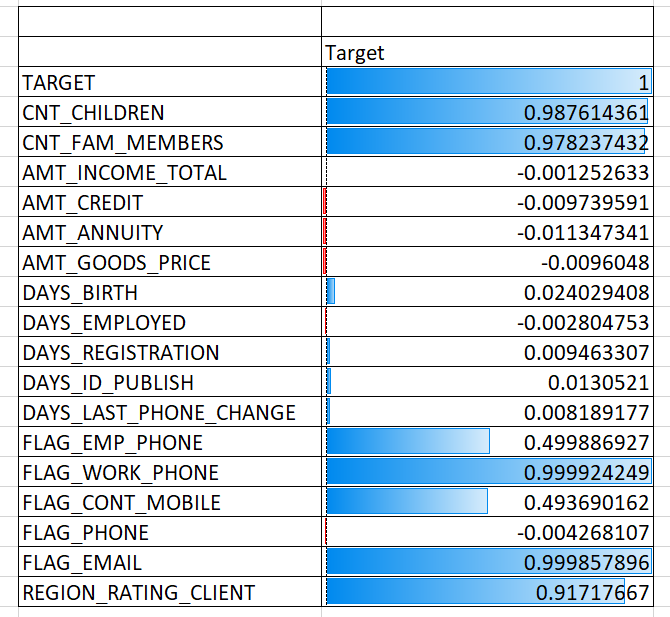 Target
TARGET 1
CNT_CHILDREN 0.987614361
CNT_FAM_MEMBERS 0.978237432
AMT_INCOME_TOTAL -0.001252633
AMT_CREDIT -0.009739591
AMT_ANNUITY -0.011347341
AMT_GOODS_PRICE -0.0096048
DAYS_BIRTH 0.024029408
DAYS_EMPLOYED -0.002804753
DAYS_REGISTRATION 0.009463307
DAYS_ID_PUBLISH 0.0130521
DAYS_LAST_PHONE_CHANGE 0.008189177
FLAG_EMP_PHONE 0.499886927
FLAG_WORK_PHONE 0.999924249
FLAG_CONT_MOBILE 0.493690162
FLAG_PHONE -0.004268107
FLAG_EMAIL 0.999857896
REGION_RATING_CLIENT 0.91717667